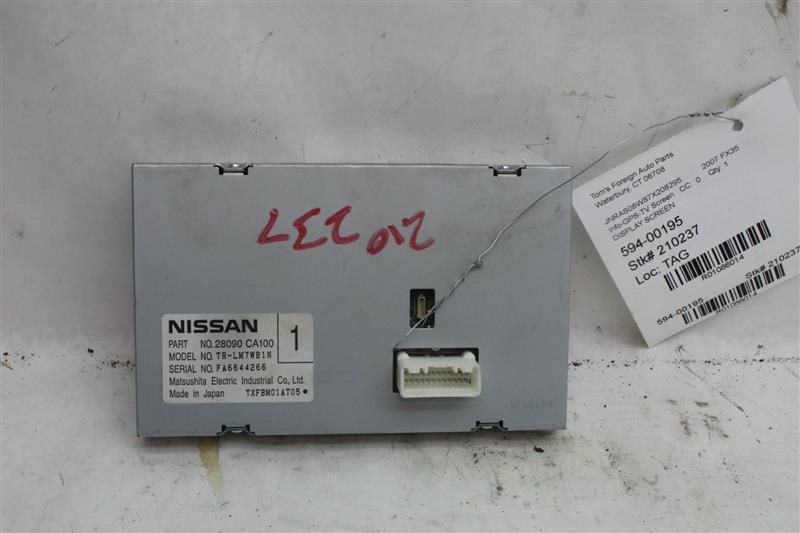 210237
NISSAN
1
PART NO. 28090 CA100
MODEL NO. TR-LM7WB1N
SERIAL NO. FA6644266
Matsushita Electric Industrial Co., Ltd.
Made in Japan TXFBM01AT05
Tom's Foreign Auto Parts
Waterbury, CT 06708
JNRAS08W87X208295 2007 FX35
Info-GPS-TV Screen CC: 0 Qty: 1
DISPLAY SCREEN
594-00195
Stk# 210237
Loc: TAG
R01086014
594-00195 Stk# 210237
R01086014